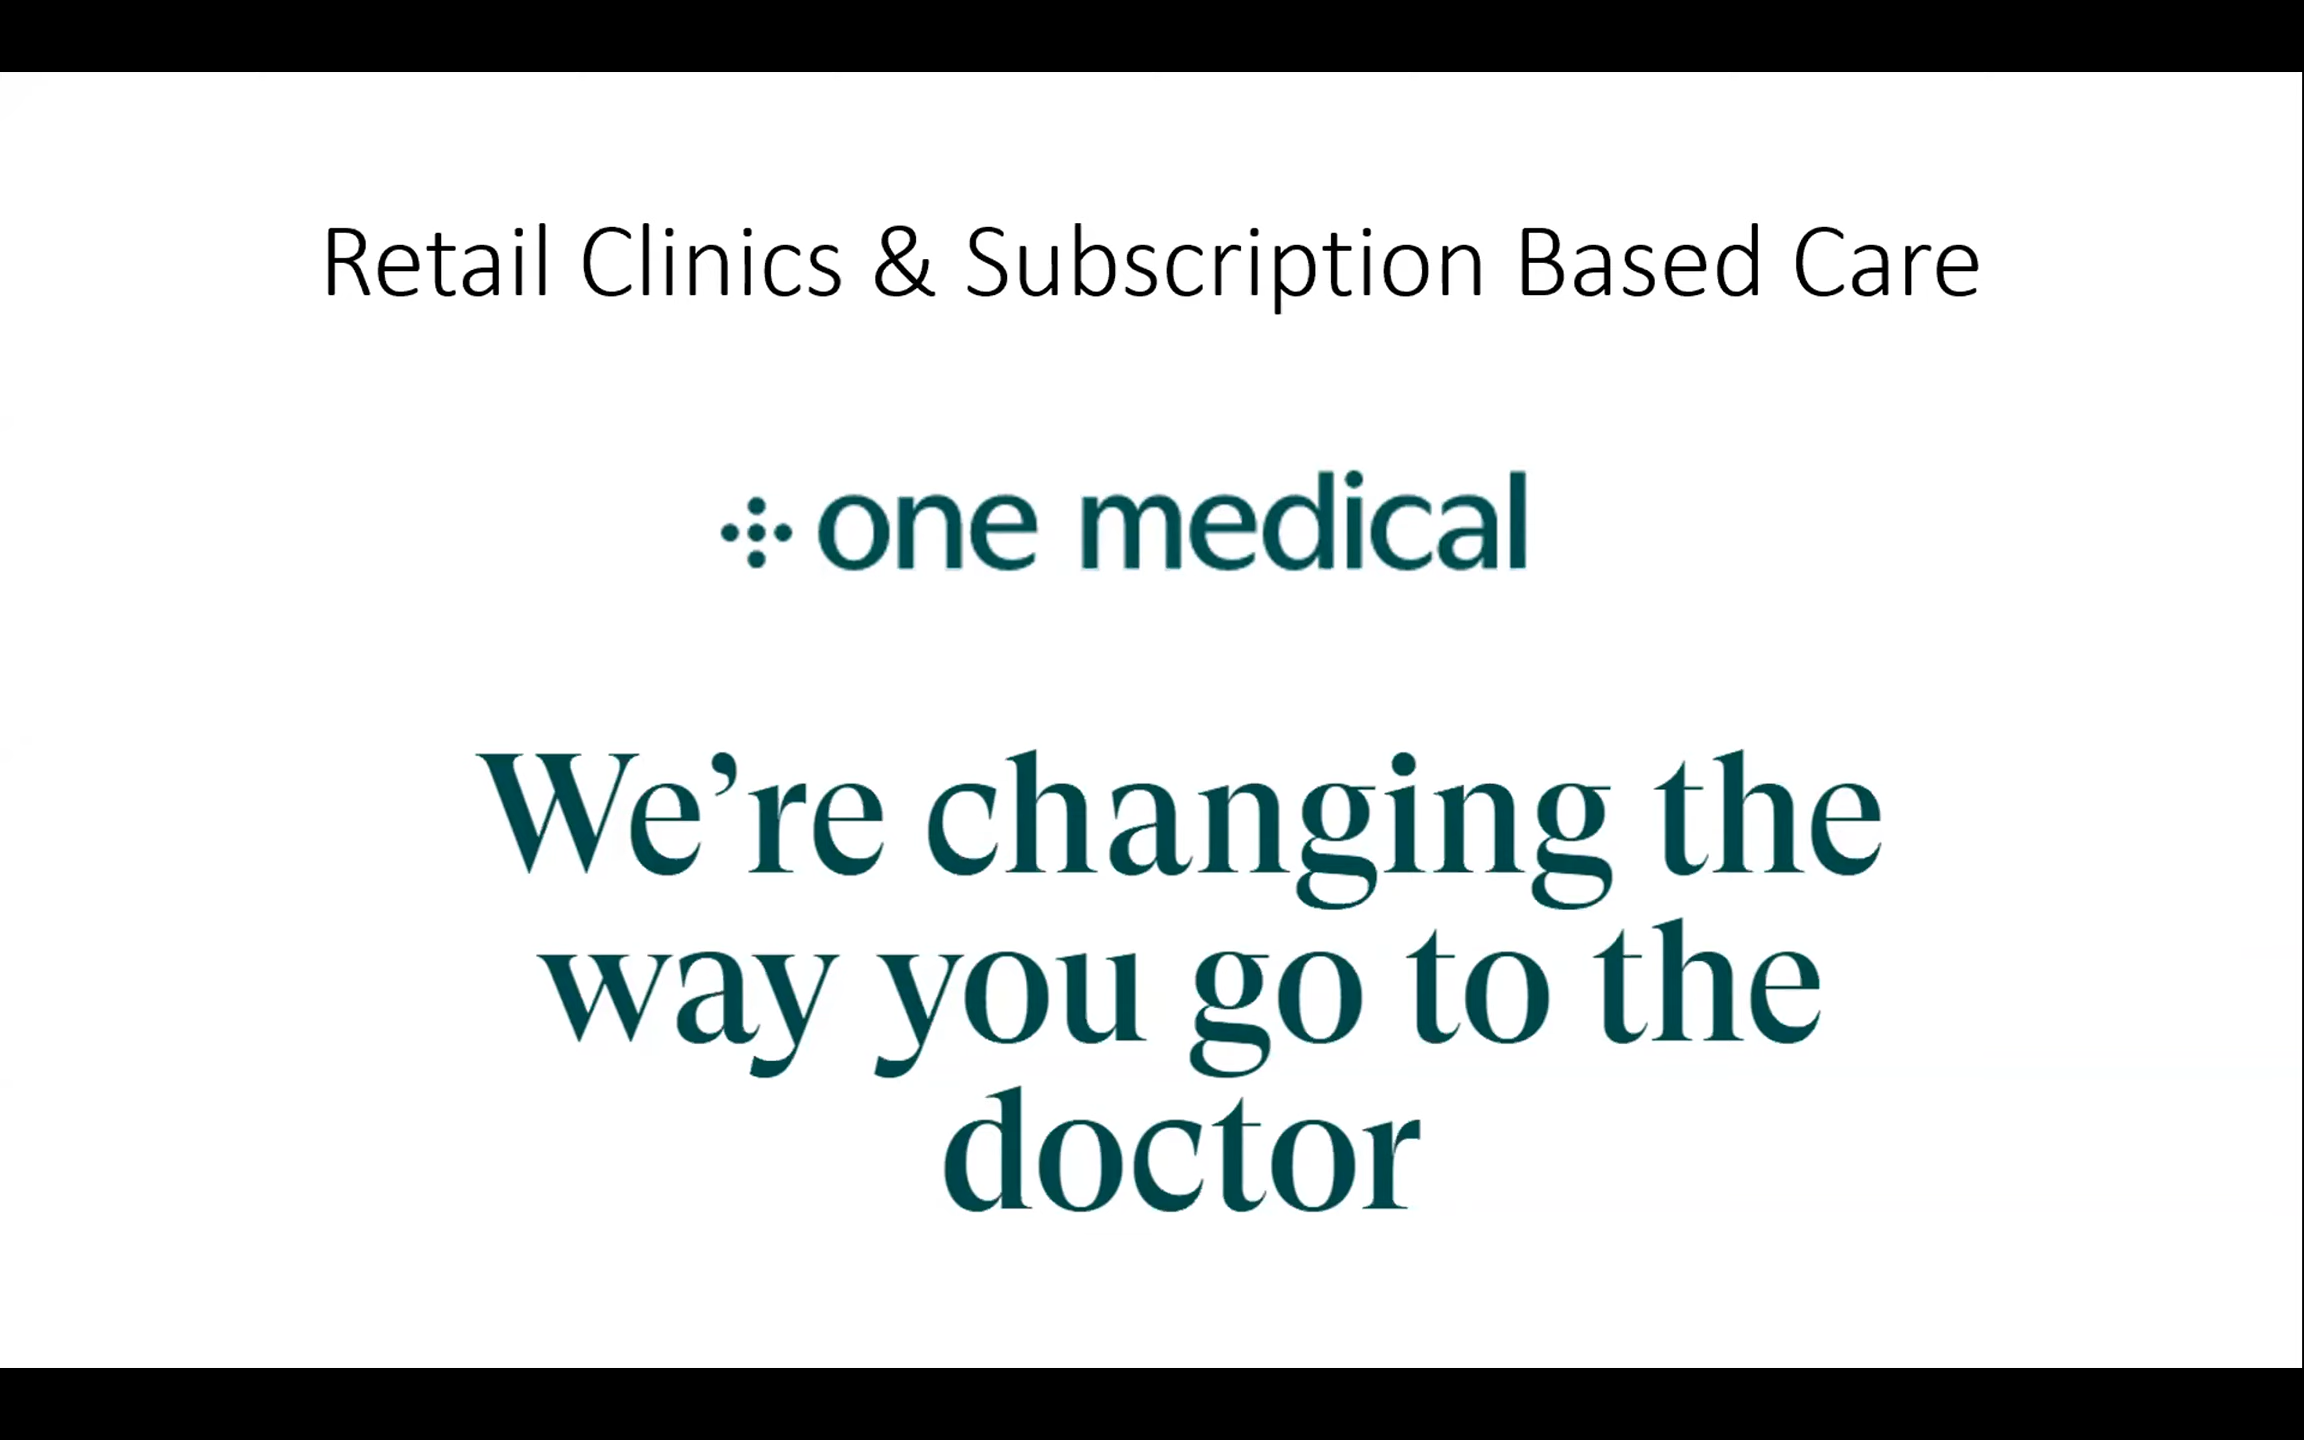 Retail Clinics & Subscription Based Care
one medical
We’re changing the
way you go to the
doctor